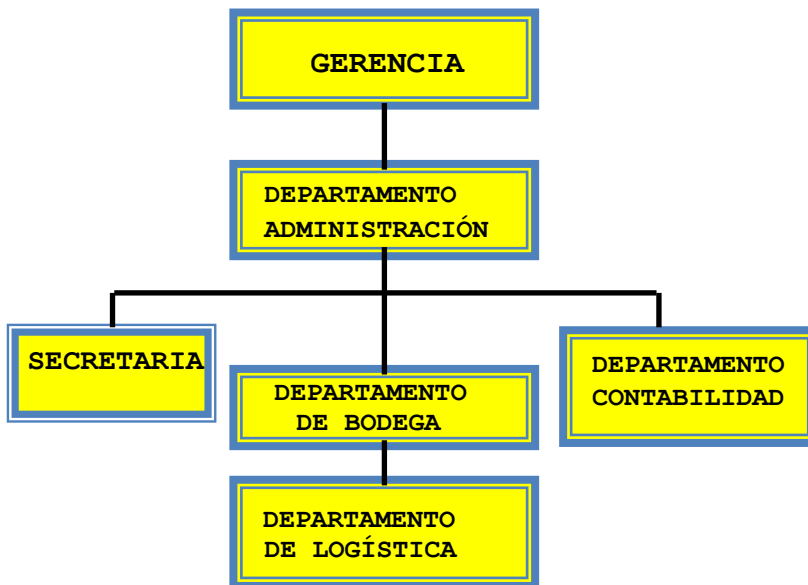 GERENCIA
DEPARTAMENTO
ADMINISTRACIÓN
SECRETARIA
DEPARTAMENTO
DE BODEGA
DEPARTAMENTO
CONTABILIDAD
DEPARTAMENTO
DE LOGÍSTICA